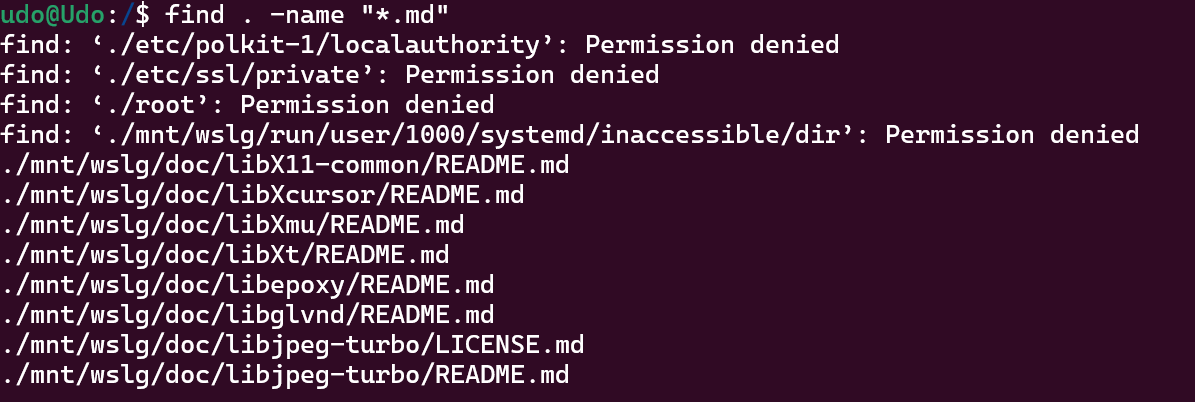 udo@Udo:/$ find . -name "*.md"
find: ‘./etc/polkit-1/localauthority’: Permission denied
find: ‘./etc/ssl/private’: Permission denied
find: ‘./root’: Permission denied
find: ‘./mnt/wslg/run/user/1000/systemd/inaccessible/dir’: Permission denied
./mnt/wslg/doc/libX11-common/README.md
./mnt/wslg/doc/libXcursor/README.md
./mnt/wslg/doc/libXmu/README.md
./mnt/wslg/doc/libXt/README.md
./mnt/wslg/doc/libepoxy/README.md
./mnt/wslg/doc/libglvnd/README.md
./mnt/wslg/doc/libjpeg-turbo/LICENSE.md
./mnt/wslg/doc/libjpeg-turbo/README.md